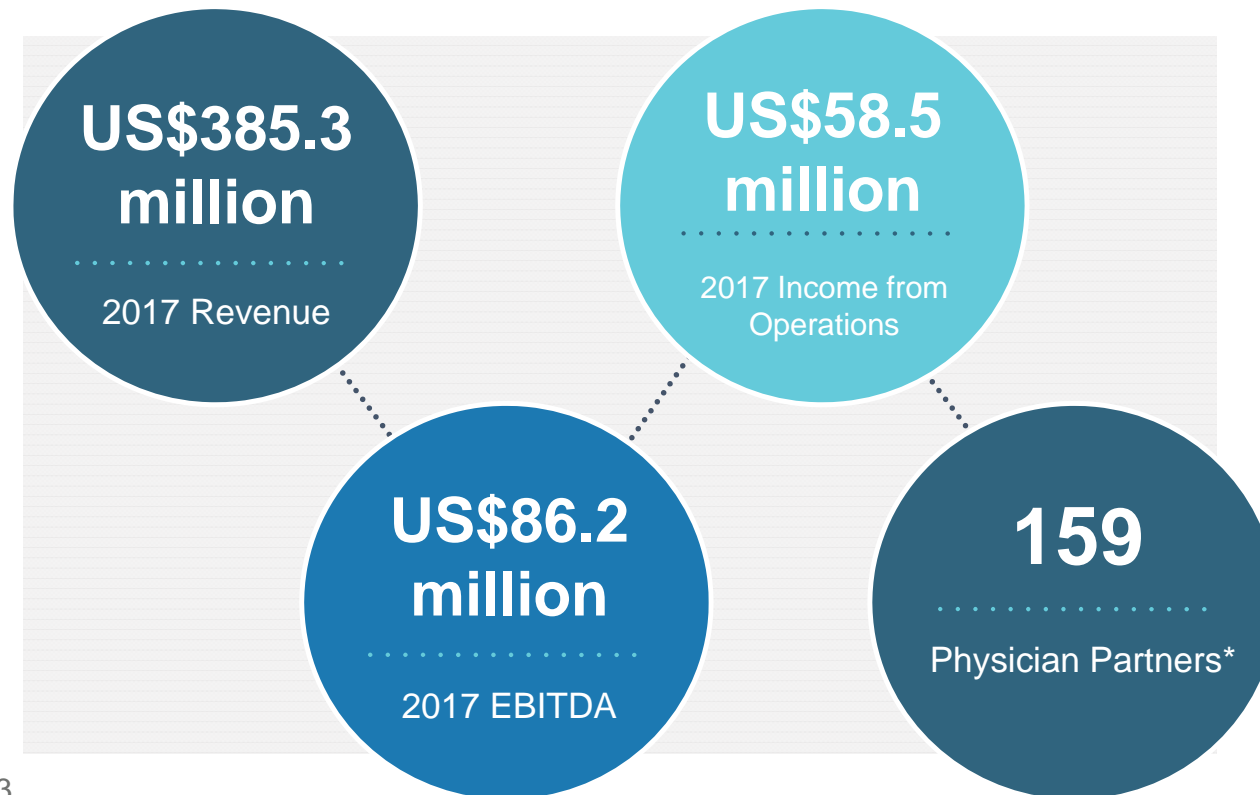 US$385.3
million
2017 Revenue
US$86.2
million
2017 EBITDA
US$58.5
million
2017 Income from
Operations
159
Physician Partners*
3